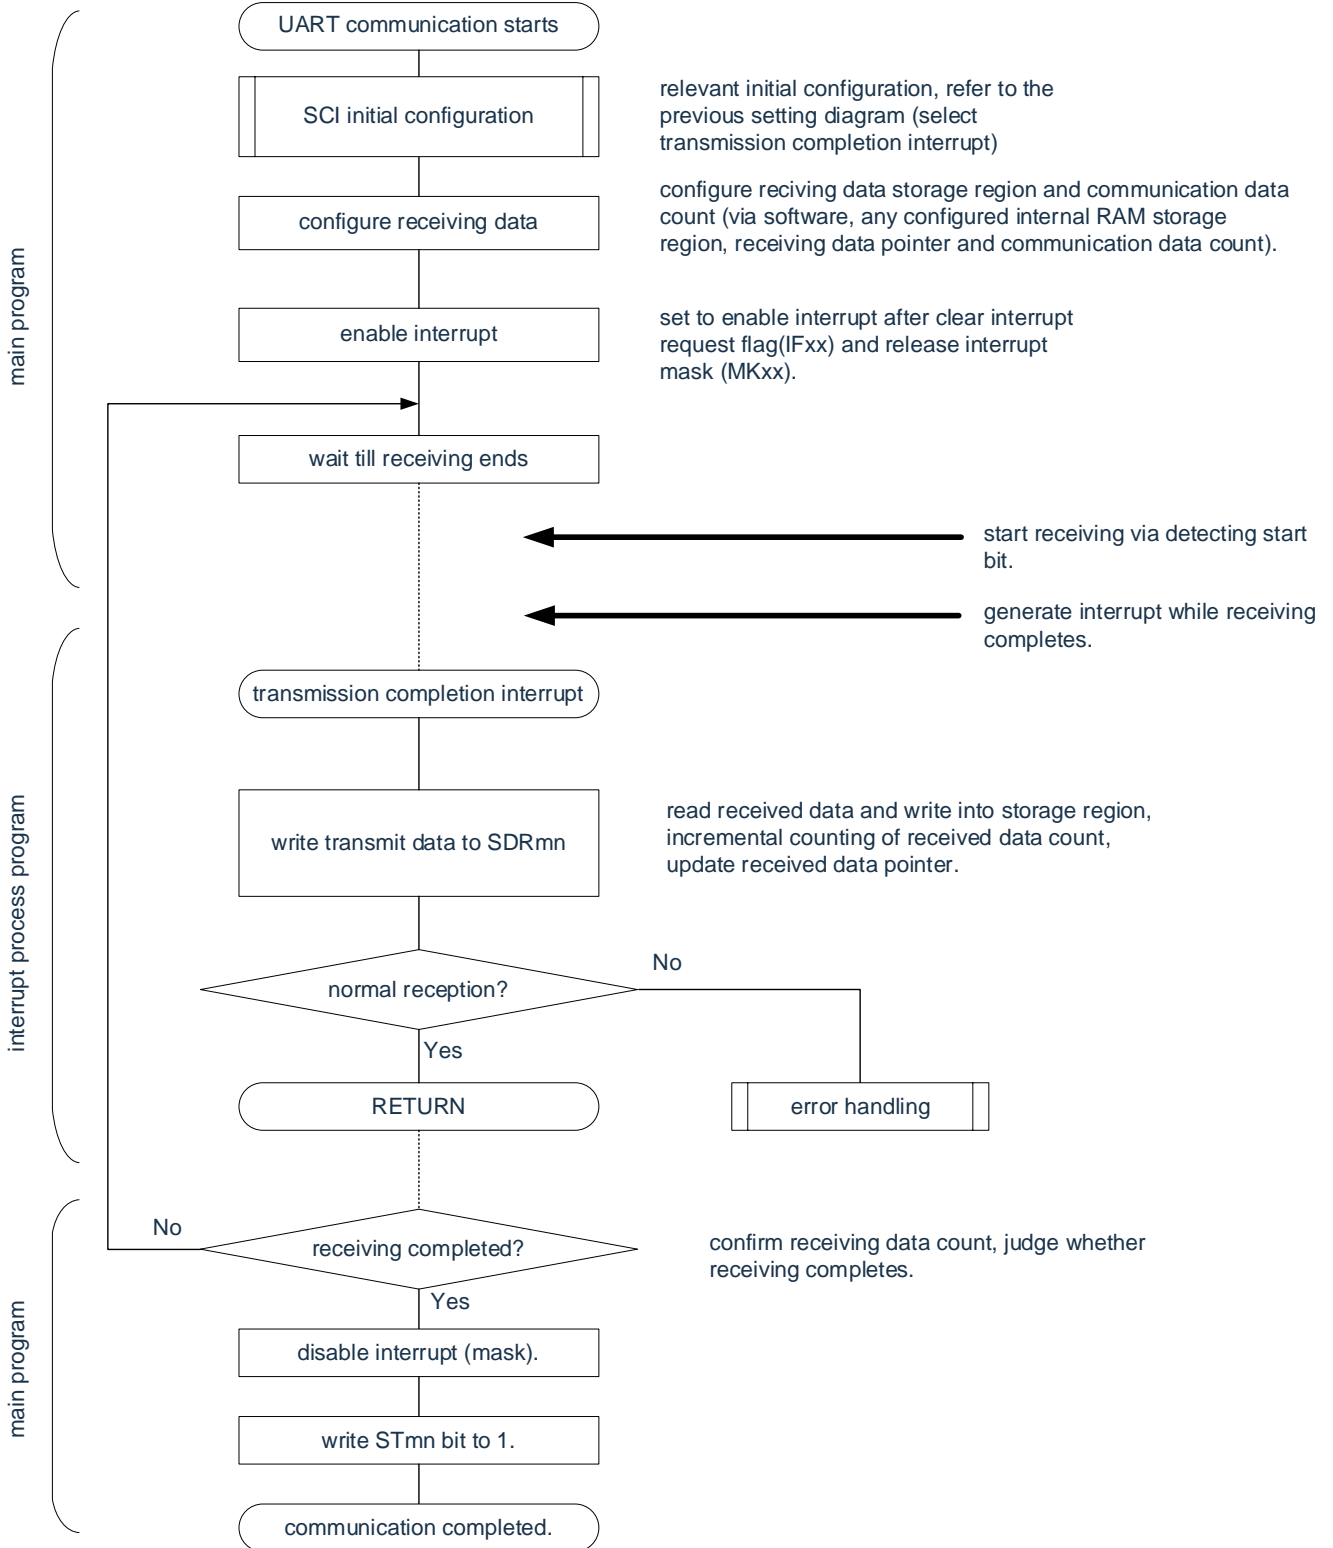 UART communication starts
SCI initial configuration
relevant initial configuration, refer to the
previous setting diagram (select
transmission completion interrupt)
configure receiving data
configure reciving data storage region and communication data
count (via software, any configured internal RAM storage
region, receiving data pointer and communication data count).
main program
enable interrupt
set to enable interrupt after clear interrupt
request flag(IFxx) and release interrupt
mask (MKxx).
wait till receiving ends
start receiving via detecting start
bit.
generate interrupt while receiving
completes.
transmission completion interrupt
write transmit data to SDRmn
read received data and write into storage region,
incremental counting of received data count,
update received data pointer.
interrupt process program
normal reception?
No
Yes
RETURN
error handling
No
receiving completed?
confirm receiving data count, judge whether
receiving completes.
Yes
main program
disable interrupt (mask).
write STmn bit to 1.
communication completed.